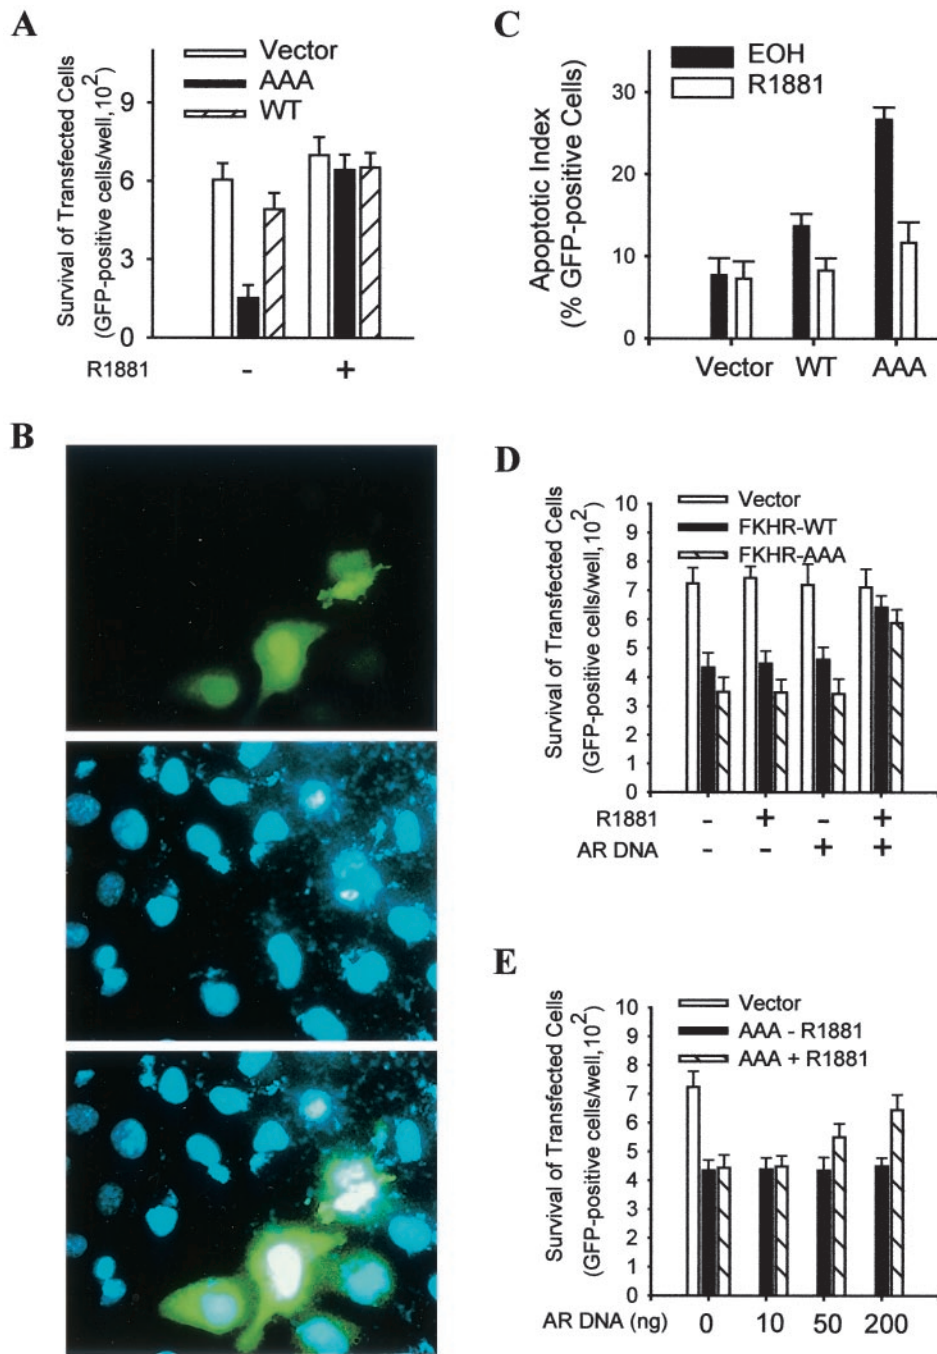 A
Survival of Transfected Cells
(GFP-positive cells/well,10²)
9
6
3
0
Vector
AAA
WT
R1881
- +
C
Apoptotic Index
(% GFP-positive Cells)
30
20
10
0
EOH
R1881
Vector WT AAA
B
D
Survival of Transfected Cells
(GFP-positive cells/well,10²)
10
9
8
7
6
5
4
3
2
1
0
Vector
FKHR-WT
FKHR-AAA
R1881 - + - +
AR DNA - - + +
E
Survival of Transfected Cells
(GFP-positive cells/well,10²)
10
9
8
7
6
5
4
3
2
1
0
Vector
AAA - R1881
AAA + R1881
AR DNA (ng) 0 10 50 200